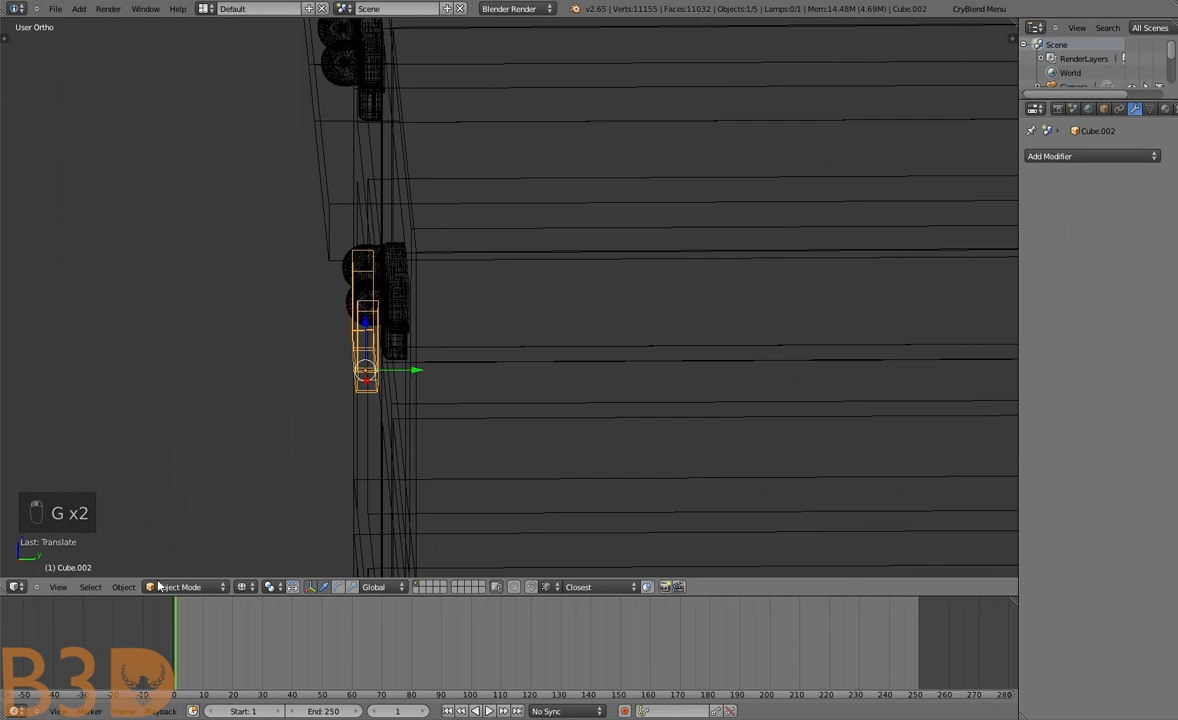 File Add Render Window Help Default Scene Blender Render v2.65 | Verts:11155 | Faces:11032 | Objects:1/5 | Lamps:0/1 | Mem:14.48M (4.69M) | Cube.002 CryBlend Menu
User Ortho
View Search All Scenes
Scene
RenderLayers
World
Camera
Cube.002
Add Modifier
G x2
Last: Translate
z
y
(1) Cube.002
View Select Object Object Mode Global Closest
B3D
-50 -40 -30 -20 -10 0 10 20 30 40 50 60 70 80 90 100 110 120 130 140 150 160 170 180 190 200 210 220 230 240 250 260 270 280
View Marker Frame Playback Start: 1 End: 250 1 No Sync